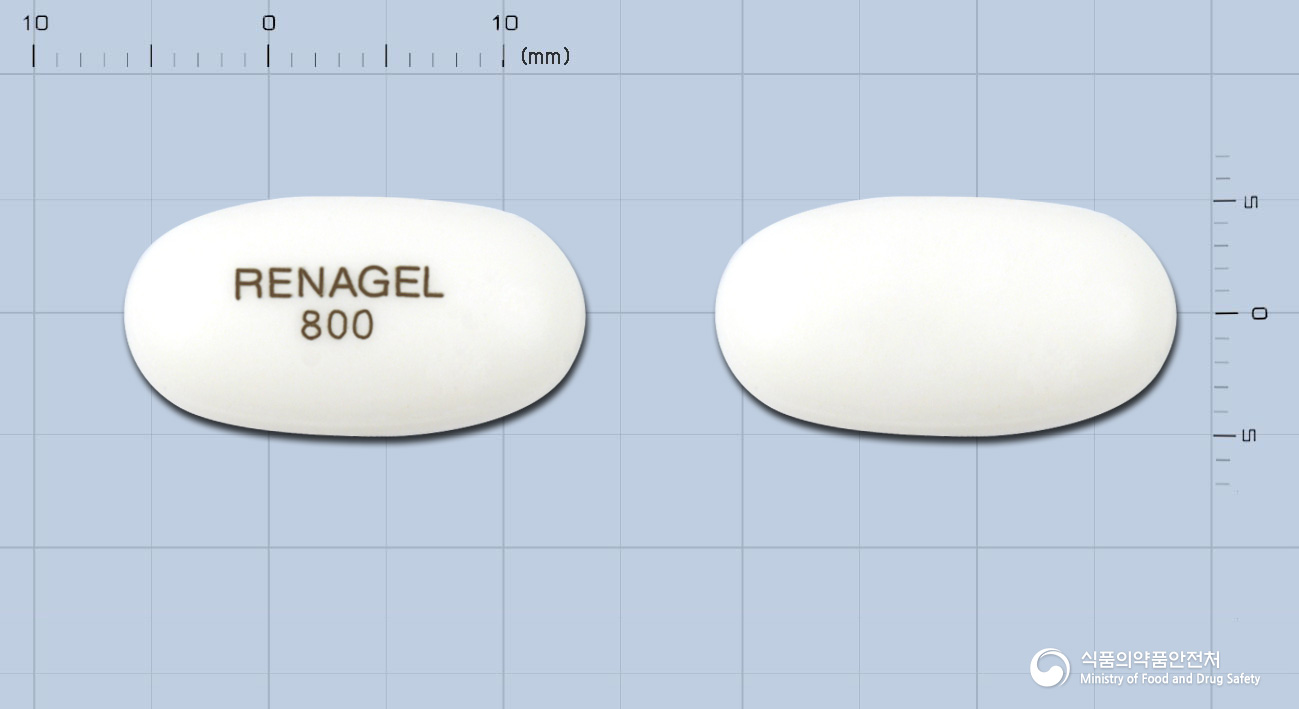 10 0 10
(mm)
RENAGEL
800
5
0
5
식품의약품안전처
Ministry of Food and Drug Safety